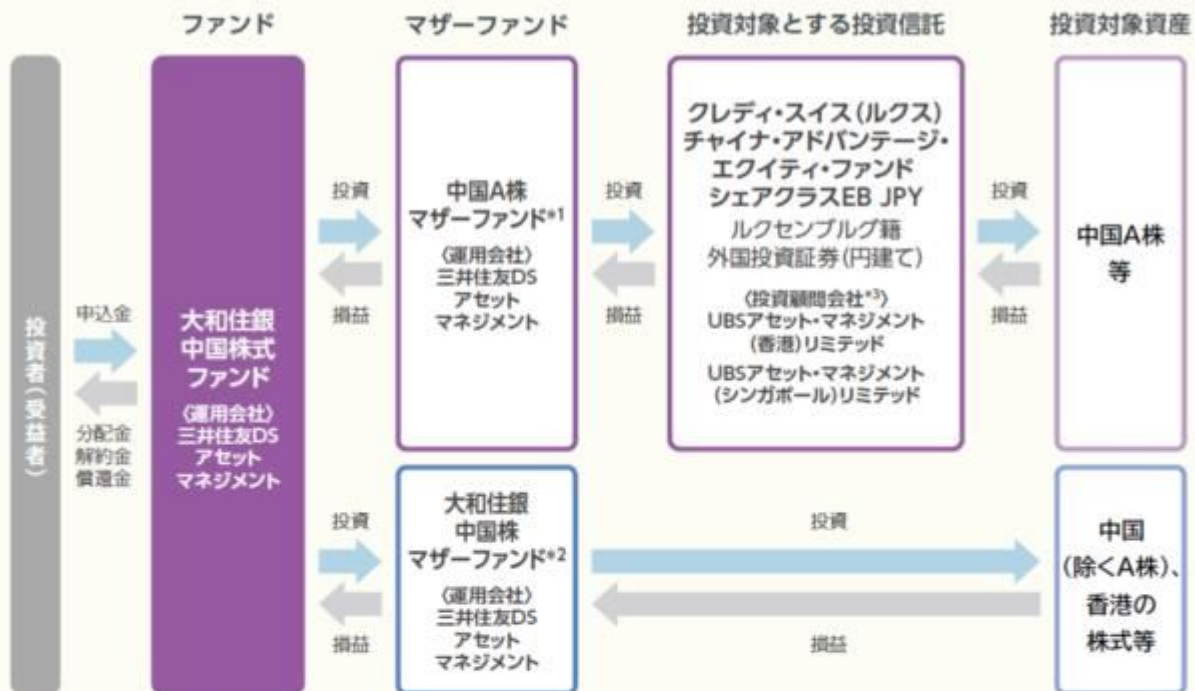 ファンド
マザーファンド
投資対象とする投資信託
投資対象資産
投資者(受益者)
申込金
分配金
解約金
償還金
大和住銀
中国株式
ファンド
〈運用会社〉
三井住友DS
アセット
マネジメント
投資
損益
中国A株
マザーファンド*1
〈運用会社〉
三井住友DS
アセット
マネジメント
投資
損益
クレディ・スイス(ルクス)
チャイナ・アドバンテージ・
エクイティ・ファンド
シェアクラスEB JPY
ルクセンブルグ籍
外国投資証券(円建て)
〈投資顧問会社*3〉
UBSアセット・マネジメント
(香港)リミテッド
UBSアセット・マネジメント
(シンガポール)リミテッド
投資
損益
中国A株
等
投資
損益
大和住銀
中国株
マザーファンド*2
〈運用会社〉
三井住友DS
アセット
マネジメント
投資
損益
中国
(除くA株)、
香港の
株式等